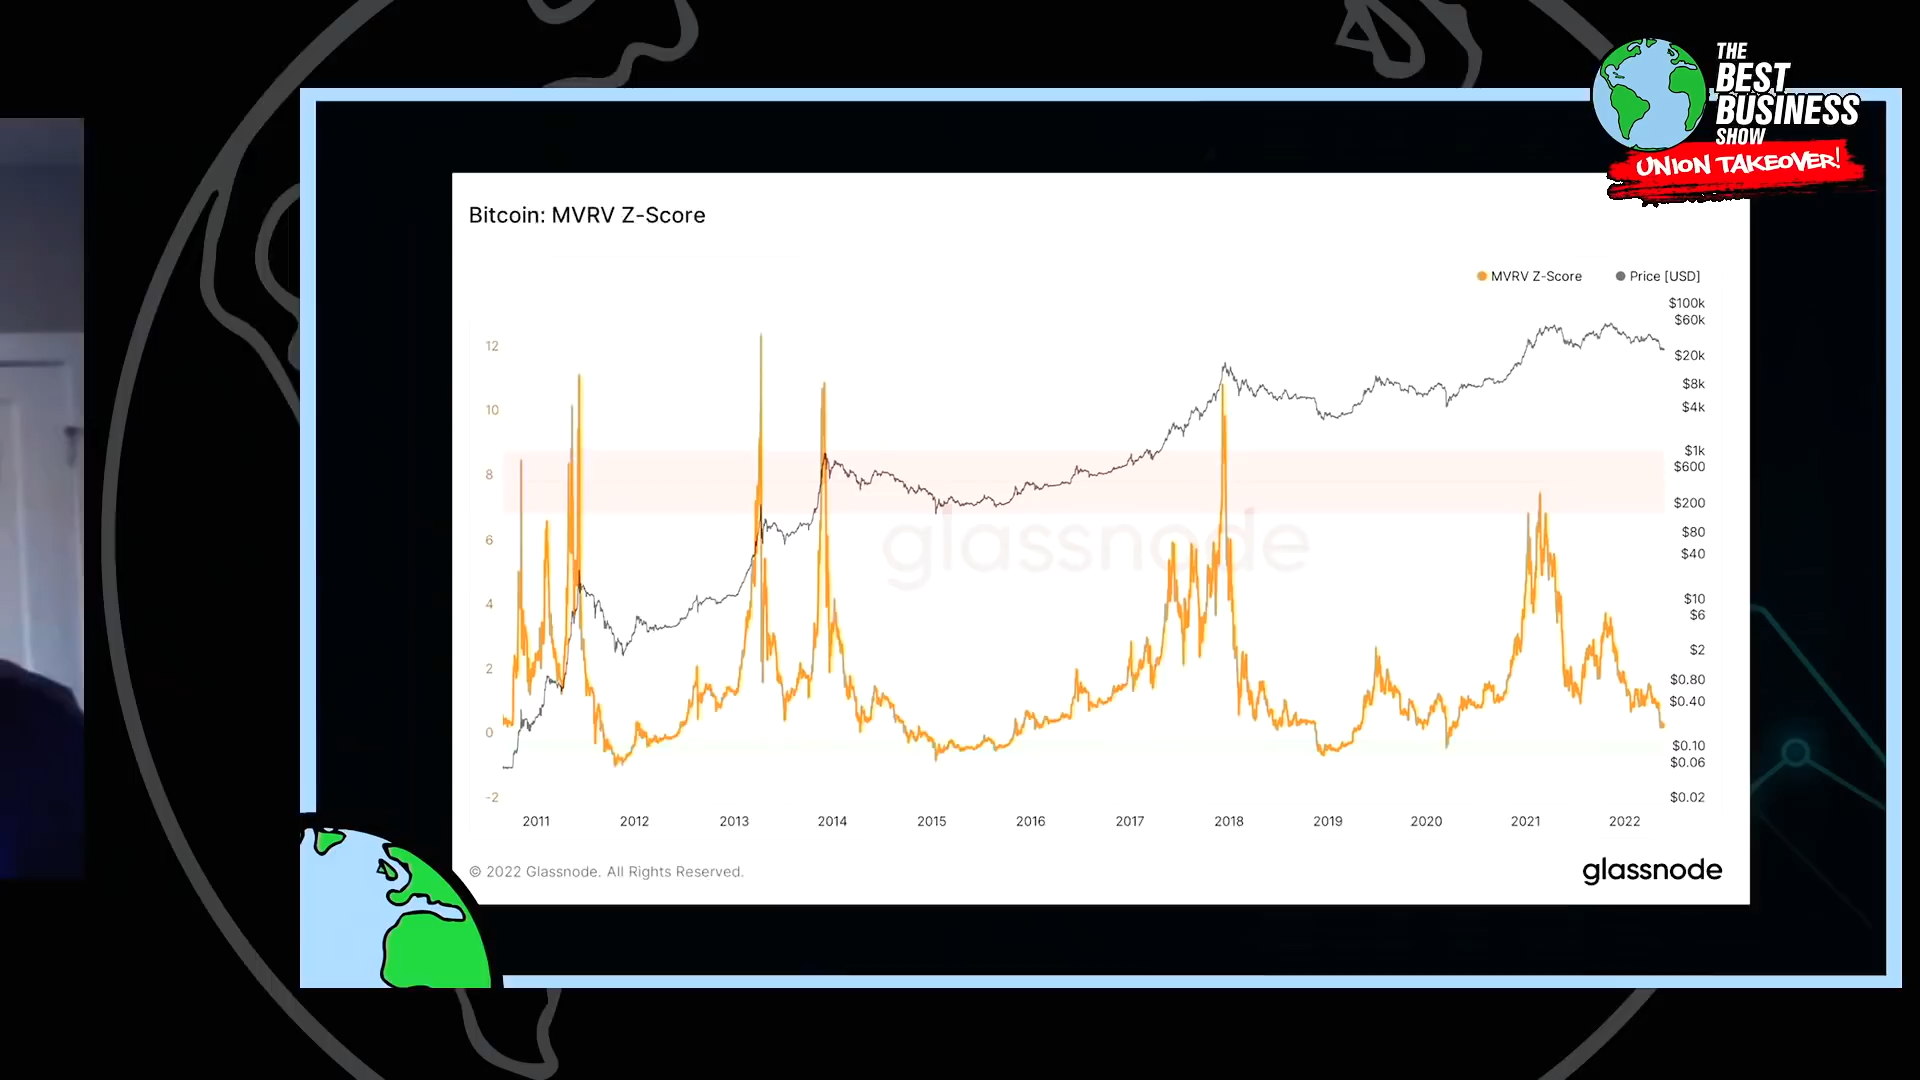 THE
BEST
BUSINESS
SHOW
UNION TAKEOVER!
Bitcoin: MVRV Z-Score
MVRV Z-Score
Price [USD]
$100k
$60k
$20k
$8k
$4k
$1k
$600
$200
$80
$40
$10
$6
$2
$0.80
$0.40
$0.10
$0.06
$0.02
12
10
8
6
4
2
0
-2
glassnode
2011 2012 2013 2014 2015 2016 2017 2018 2019 2020 2021 2022
© 2022 Glassnode. All Rights Reserved.
glassnode